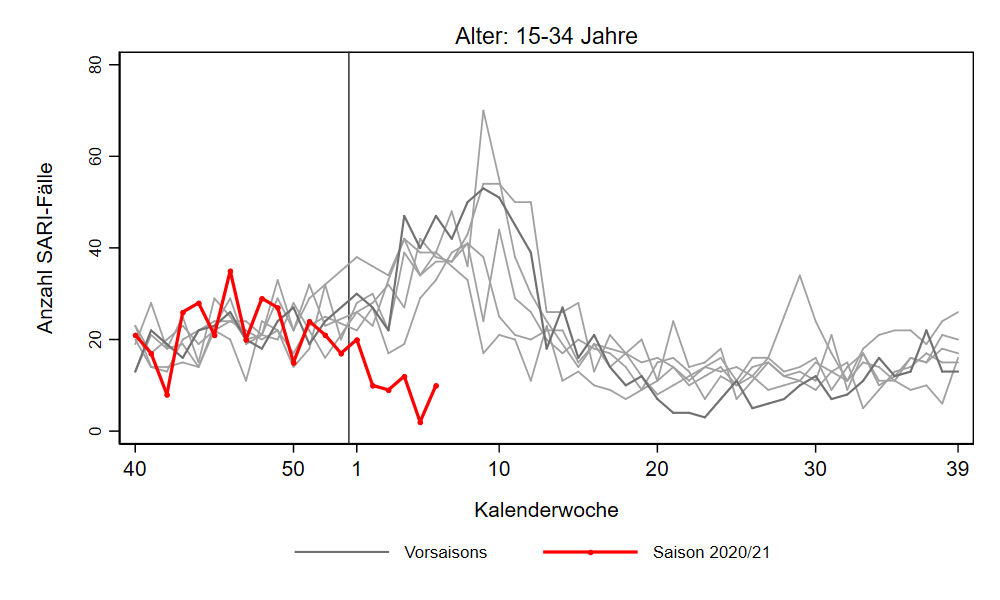 Alter: 15-34 Jahre
80
60
40
20
0
Anzahl SARI-Fälle
40 50 1 10 20 30 39
Kalenderwoche
Vorsaisons Saison 2020/21